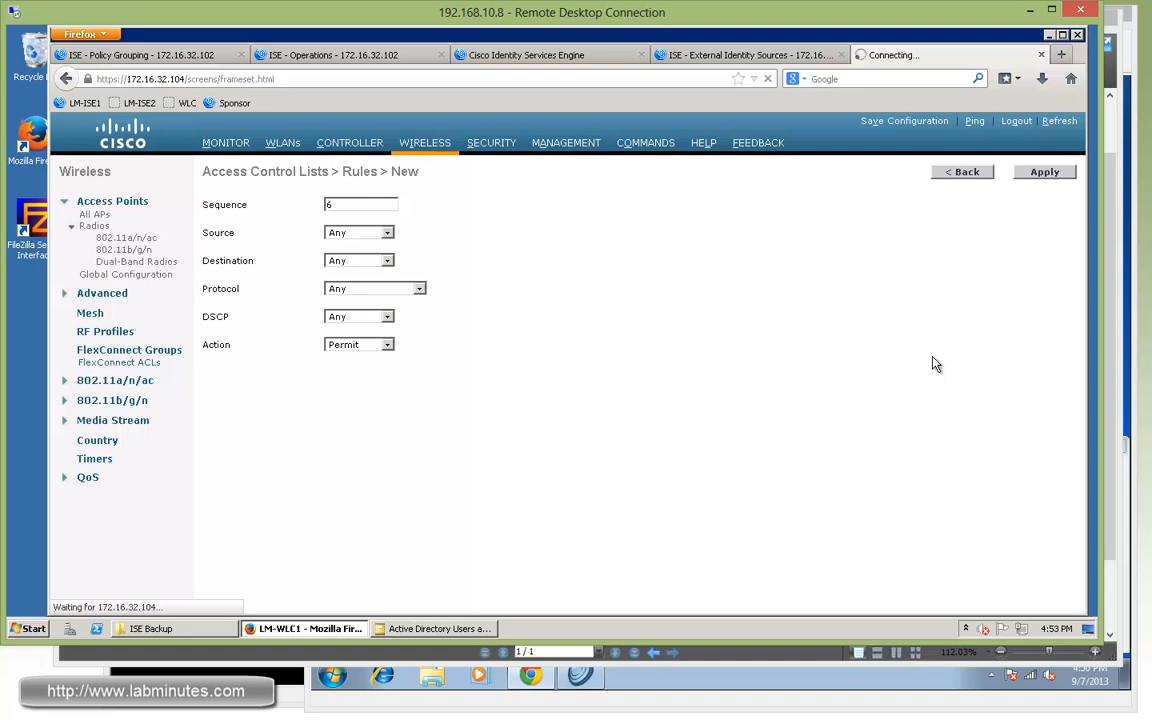 192.168.10.8 - Remote Desktop Connection
Recycle
Firefox
ISE - Policy Grouping - 172.16.32.102
ISE - Operations - 172.16.32.102
Cisco Identity Services Engine
ISE - External Identity Sources - 172.16....
Connecting...
https://172.16.32.104/screens/frameset.html
Google
LM-ISE1
LM-ISE2
WLC
Sponsor
Save Configuration | Ping | Logout | Refresh
CISCO
MONITOR WLANs CONTROLLER WIRELESS SECURITY MANAGEMENT COMMANDS HELP FEEDBACK
Mozilla Fire
Wireless
Access Control Lists > Rules > New
< Back
Apply
Access Points
All APs
Radios
802.11a/n/ac
802.11b/g/n
Dual-Band Radios
Global Configuration
Advanced
Mesh
RF Profiles
FlexConnect Groups
FlexConnect ACLs
802.11a/n/ac
802.11b/g/n
Media Stream
Country
Timers
QoS
Sequence 6
Source Any
Destination Any
Protocol Any
DSCP Any
Action Permit
FileZilla Se
Interfa
Waiting for 172.16.32.104...
Start
ISE Backup
LM-WLC1 - Mozilla Fir...
Active Directory Users a...
4:53 PM
1 / 1
112.03%
9/7/2013
http://www.labminutes.com